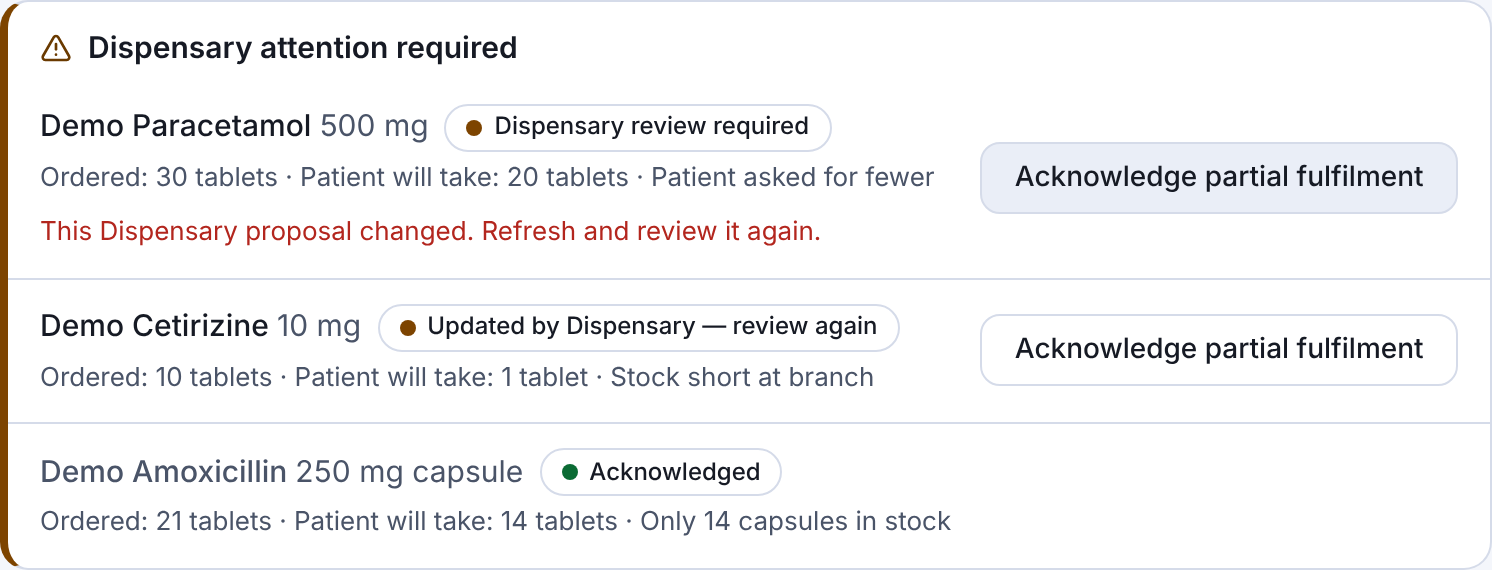 Dispensary attention required
Demo Paracetamol 500 mg Dispensary review required
Ordered: 30 tablets · Patient will take: 20 tablets · Patient asked for fewer
Acknowledge partial fulfilment
This Dispensary proposal changed. Refresh and review it again.
Demo Cetirizine 10 mg Updated by Dispensary — review again
Acknowledge partial fulfilment
Ordered: 10 tablets · Patient will take: 1 tablet · Stock short at branch
Demo Amoxicillin 250 mg capsule Acknowledged
Ordered: 21 tablets · Patient will take: 14 tablets · Only 14 capsules in stock